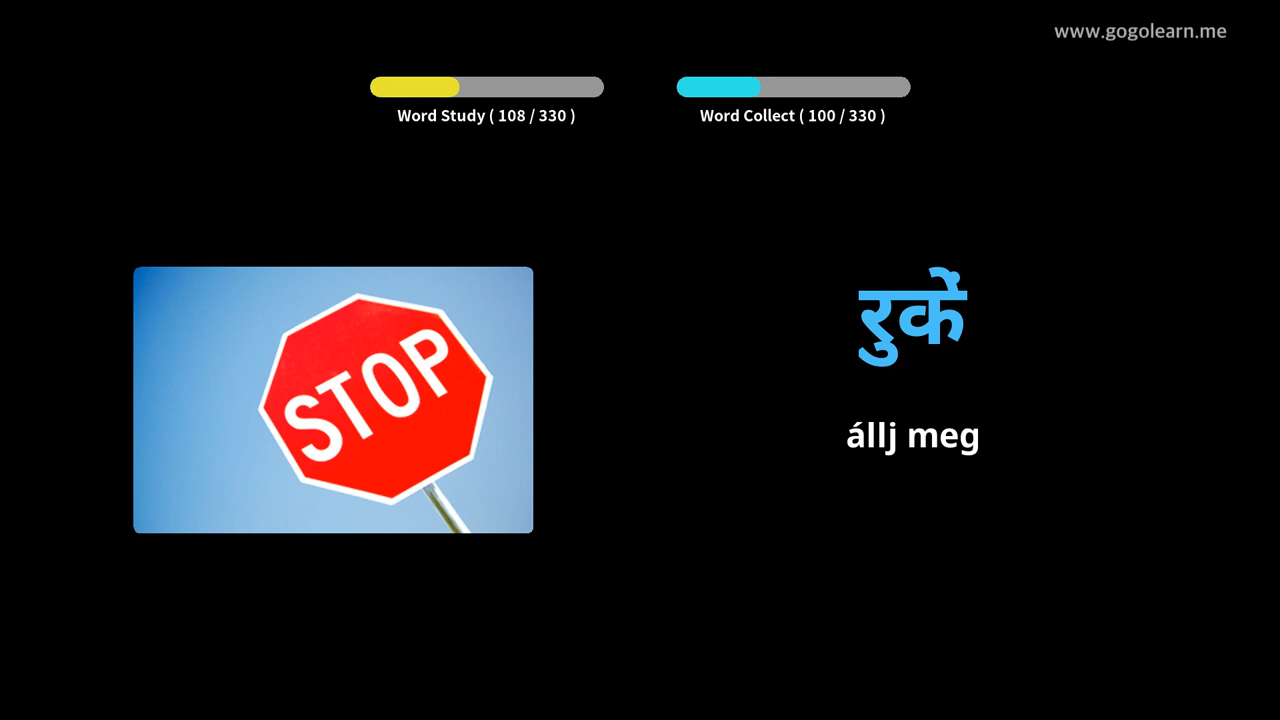 www.gogolearn.me
Word Study ( 108 / 330 )
Word Collect ( 100 / 330 )
STOP
रुकें
állj meg